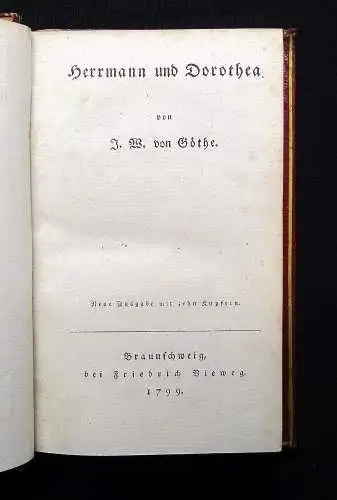 Herrmann und Dorothea
von
J. W. von Göthe.
Neue Ausgabe mit zehn Kupfern.
Braunschweig,
bei Friedrich Vieweg.
1799.